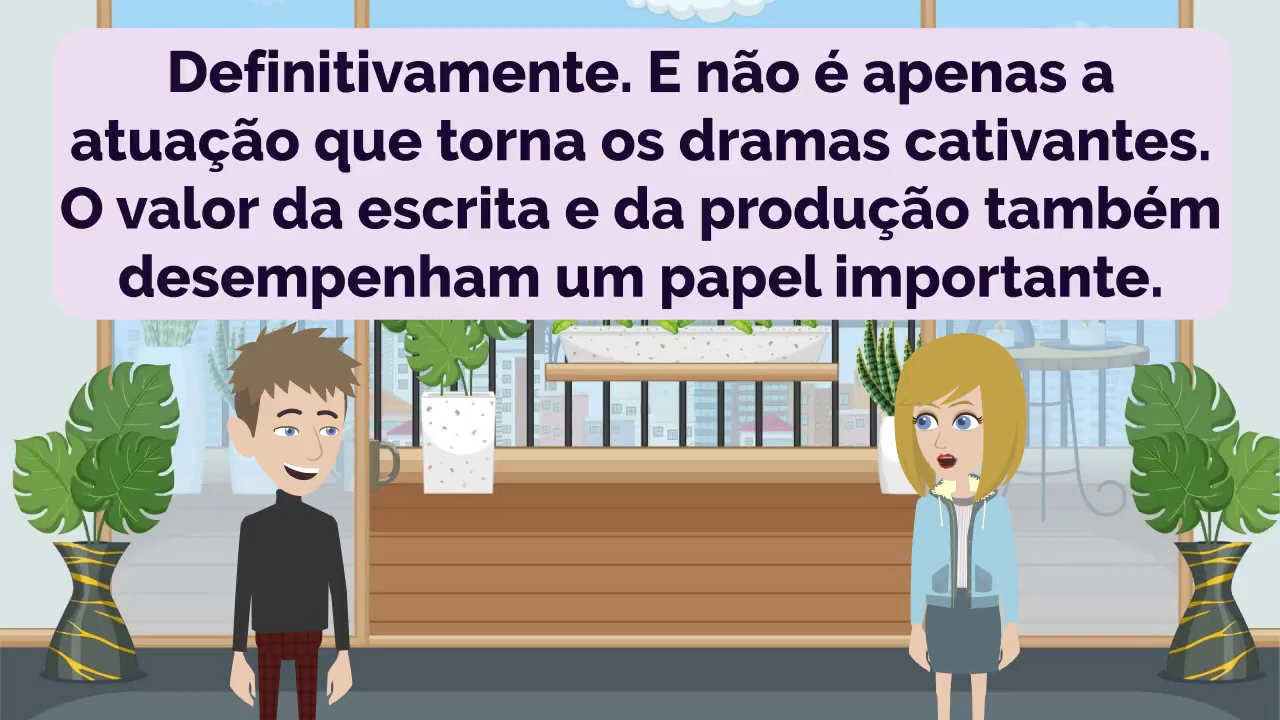 Definitivamente. E não é apenas a
atuação que torna os dramas cativantes.
O valor da escrita e da produção também
desempenham um papel importante.